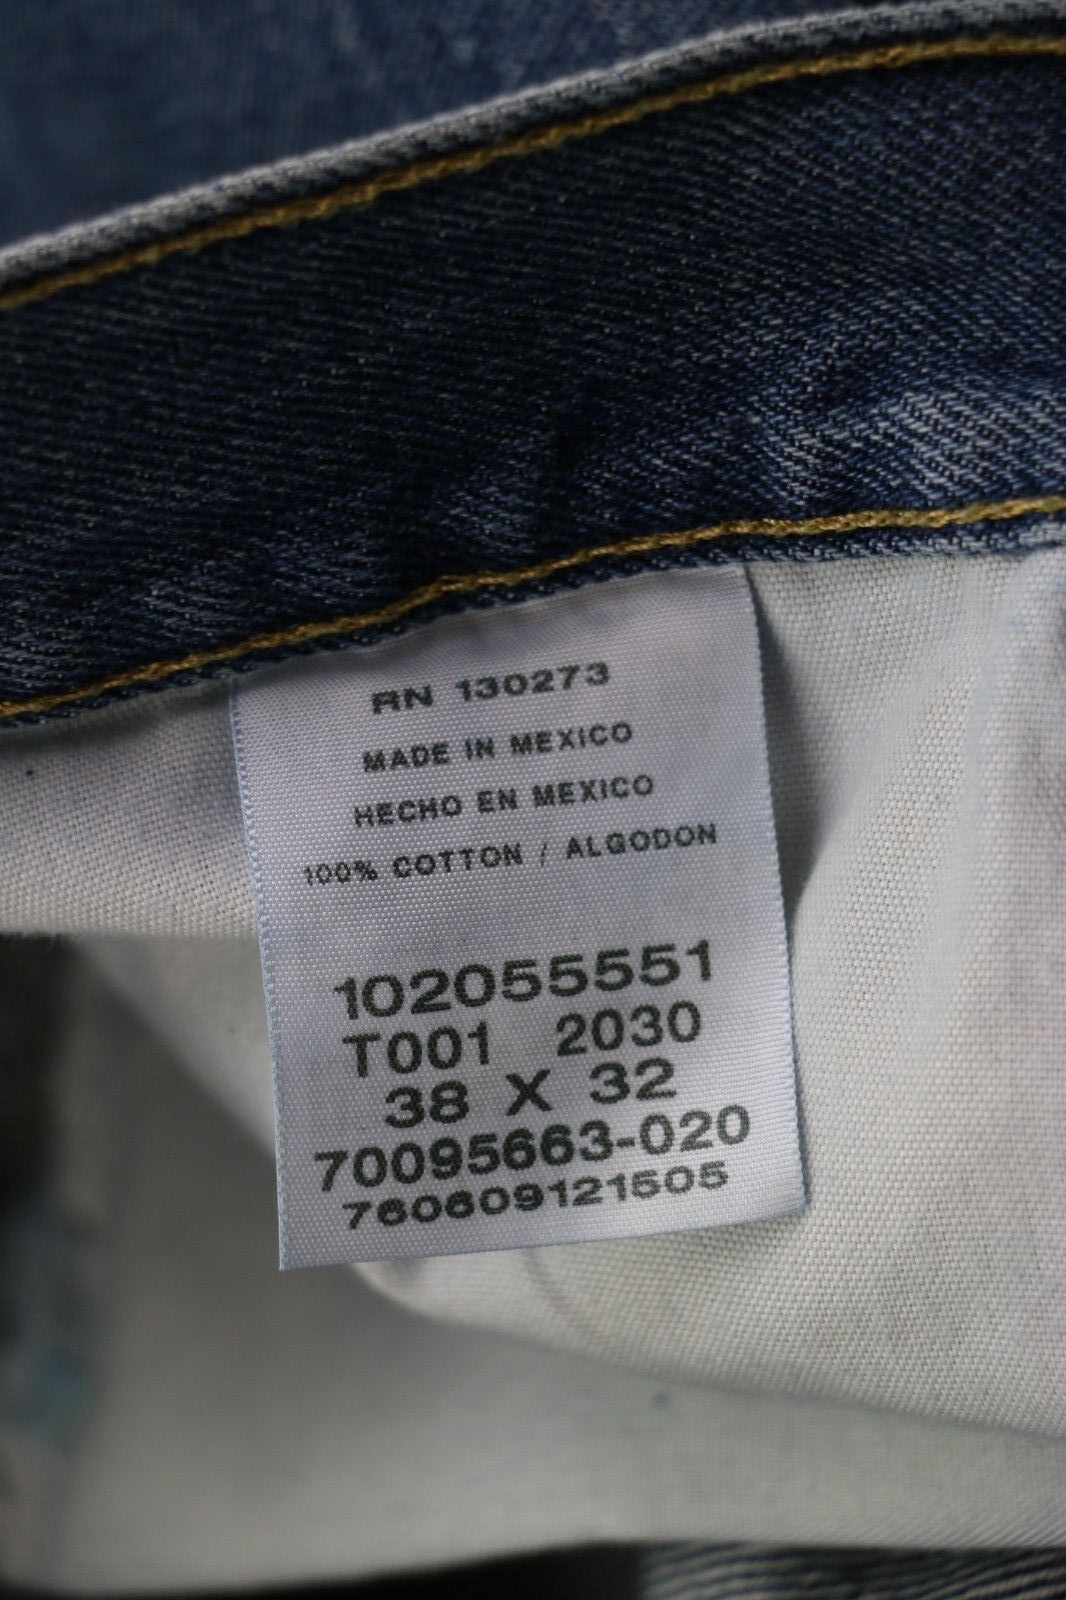 RN 130273
MADE IN MEXICO
HECHO EN MEXICO
100% COTTON / ALGODON
102055551
T001 2030
38 X 32
70095663-020
760609121505